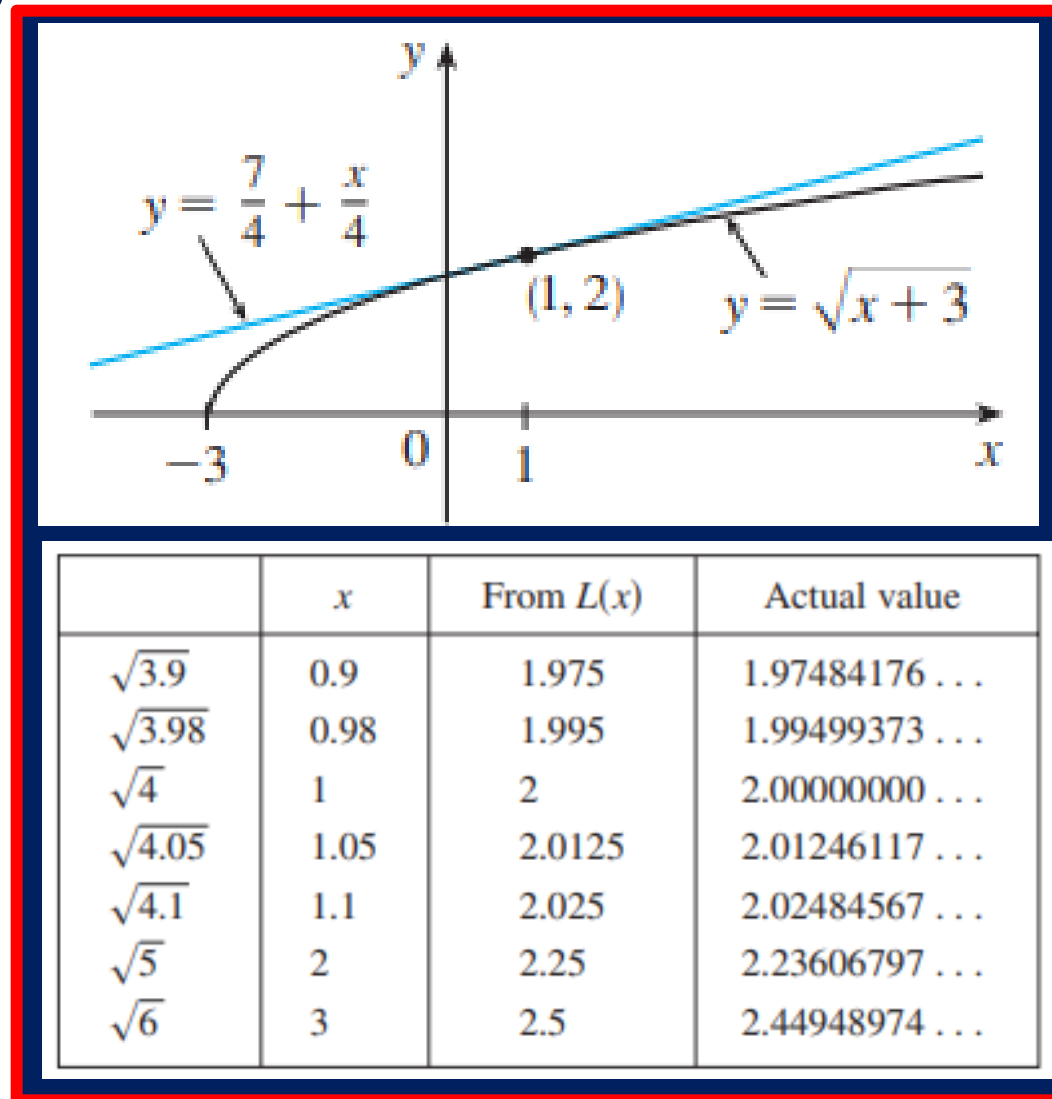 y
y = 7/4 + x/4
(1, 2)
y = √(x + 3)
−3 0 1 x
x From L(x) Actual value
√3.9 0.9 1.975 1.97484176 . . .
√3.98 0.98 1.995 1.99499373 . . .
√4 1 2 2.00000000 . . .
√4.05 1.05 2.0125 2.01246117 . . .
√4.1 1.1 2.025 2.02484567 . . .
√5 2 2.25 2.23606797 . . .
√6 3 2.5 2.44948974 . . .